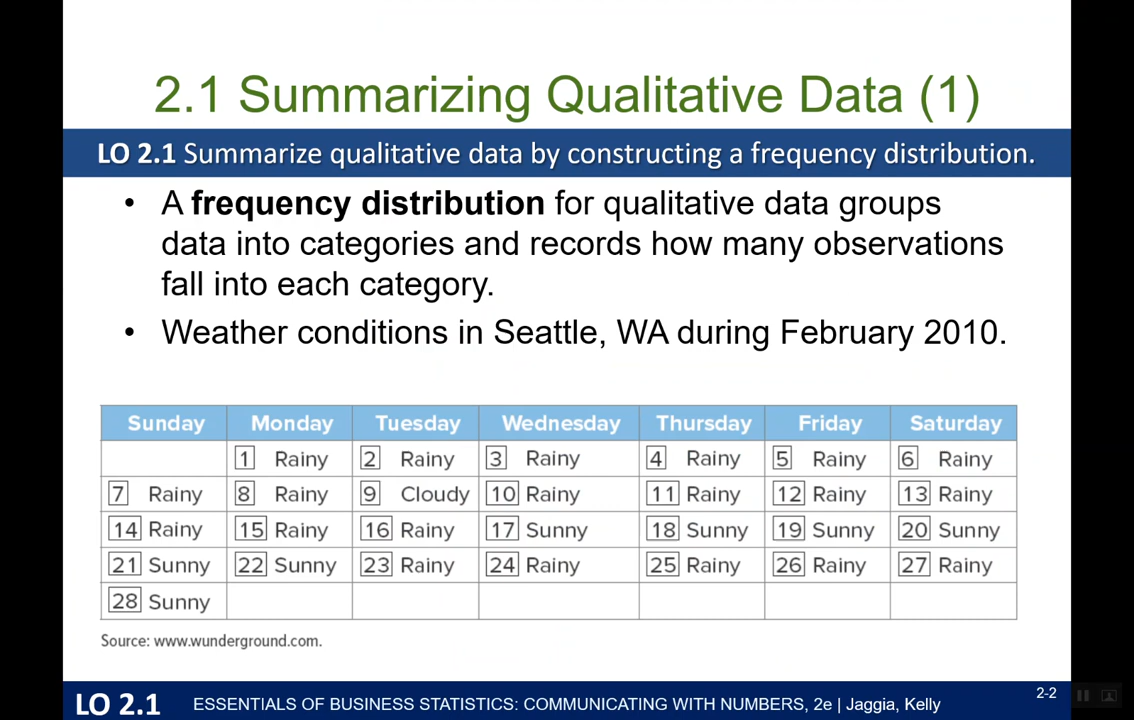 2.1 Summarizing Qualitative Data (1)
LO 2.1 Summarize qualitative data by constructing a frequency distribution.
• A frequency distribution for qualitative data groups
data into categories and records how many observations
fall into each category.
• Weather conditions in Seattle, WA during February 2010.
Sunday Monday Tuesday Wednesday Thursday Friday Saturday
1 Rainy 2 Rainy 3 Rainy 4 Rainy 5 Rainy 6 Rainy
7 Rainy 8 Rainy 9 Cloudy 10 Rainy 11 Rainy 12 Rainy 13 Rainy
14 Rainy 15 Rainy 16 Rainy 17 Sunny 18 Sunny 19 Sunny 20 Sunny
21 Sunny 22 Sunny 23 Rainy 24 Rainy 25 Rainy 26 Rainy 27 Rainy
28 Sunny
Source: www.wunderground.com.
LO 2.1 ESSENTIALS OF BUSINESS STATISTICS: COMMUNICATING WITH NUMBERS, 2e | Jaggia, Kelly 2-2